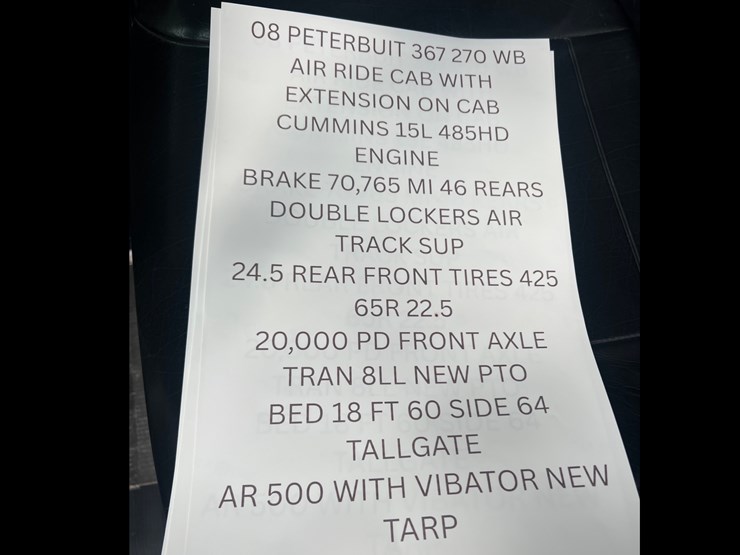 08 PETERBUIT 367 270 WB
AIR RIDE CAB WITH
EXTENSION ON CAB
CUMMINS 15L 485HD
ENGINE
BRAKE 70,765 MI 46 REARS
DOUBLE LOCKERS AIR
TRACK SUP
24.5 REAR FRONT TIRES 425
65R 22.5
20,000 PD FRONT AXLE
TRAN 8LL NEW PTO
BED 18 FT 60 SIDE 64
TALLGATE
AR 500 WITH VIBATOR NEW
TARP